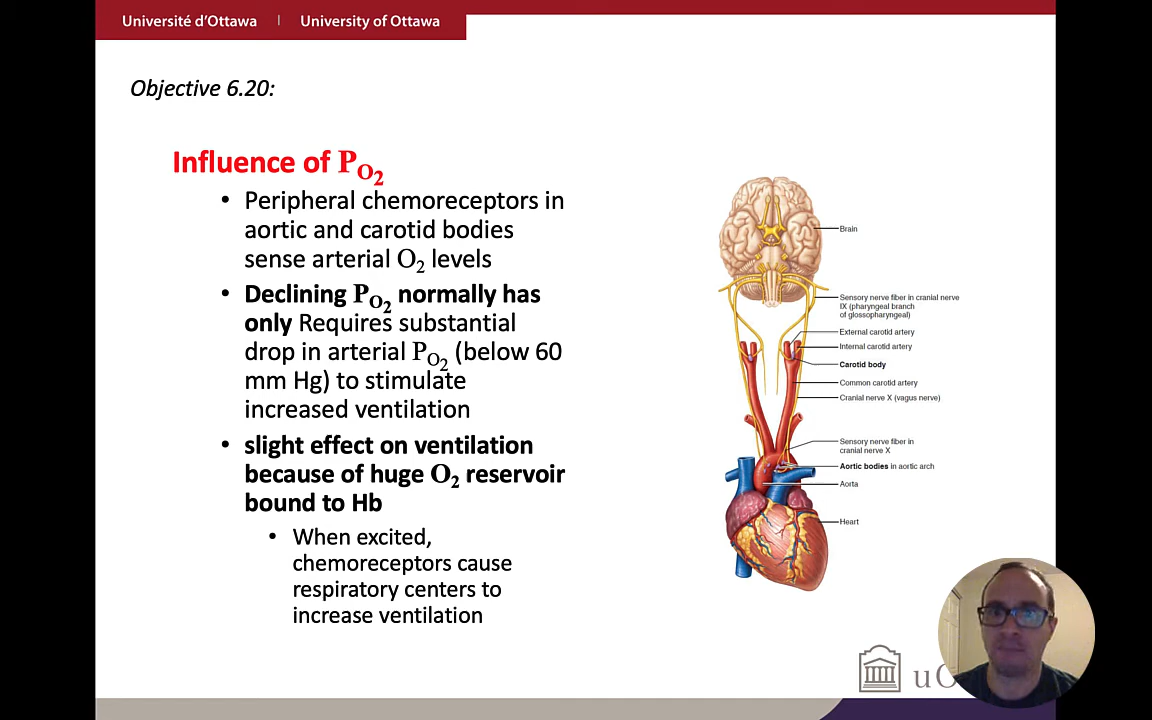 Université d'Ottawa | University of Ottawa
Objective 6.20:
Influence of PO2
• Peripheral chemoreceptors in
aortic and carotid bodies
sense arterial O2 levels
• Declining PO2 normally has
only Requires substantial
drop in arterial PO2 (below 60
mm Hg) to stimulate
increased ventilation
• slight effect on ventilation
because of huge O2 reservoir
bound to Hb
• When excited,
chemoreceptors cause
respiratory centers to
increase ventilation
Brain
Sensory nerve fiber in cranial nerve
IX (pharyngeal branch
of glossopharyngeal)
External carotid artery
Internal carotid artery
Carotid body
Common carotid artery
Cranial nerve X (vagus nerve)
Sensory nerve fiber in
cranial nerve X
Aortic bodies in aortic arch
Aorta
Heart